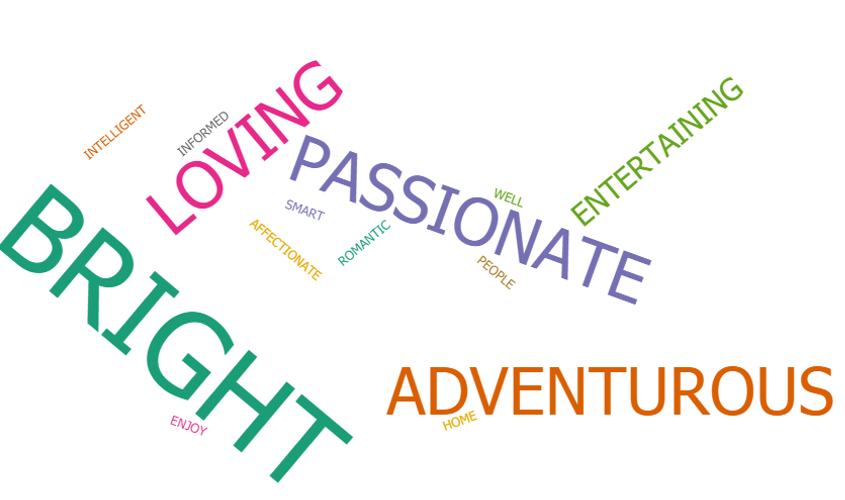 LOVING
INTELLIGENT
INFORMED
ENTERTAINING
PASSIONATE
WELL
SMART
AFFECTIONATE
ROMANTIC
PEOPLE
BRIGHT
ADVENTUROUS
HOME
ENJOY